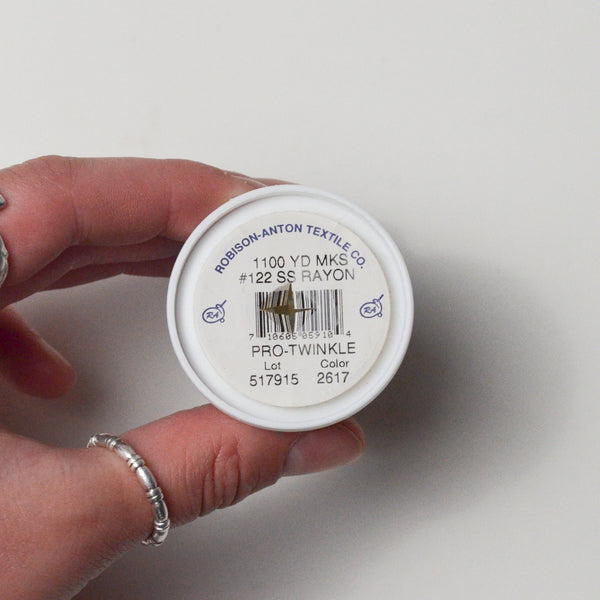 ROBISON-ANTON TEXTILE CO.
1100 YD MKS
#122 SS RAYON
RA RA
7 10605 05910 4
PRO-TWINKLE
Lot Color
517915 2617